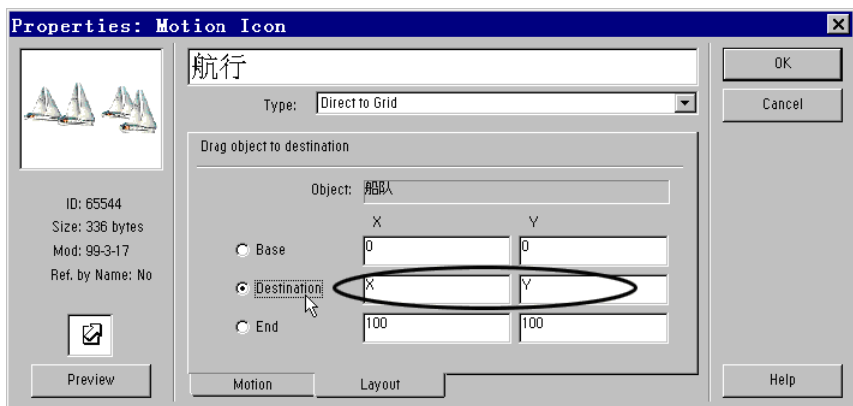 Properties: Motion Icon
航行
Type: Direct to Grid
OK
Cancel
Drag object to destination
Object: 船队
X Y
Base 0 0
Destination X Y
End 100 100
ID: 65544
Size: 336 bytes
Mod: 99-3-17
Ref. by Name: No
Preview
Motion Layout
Help